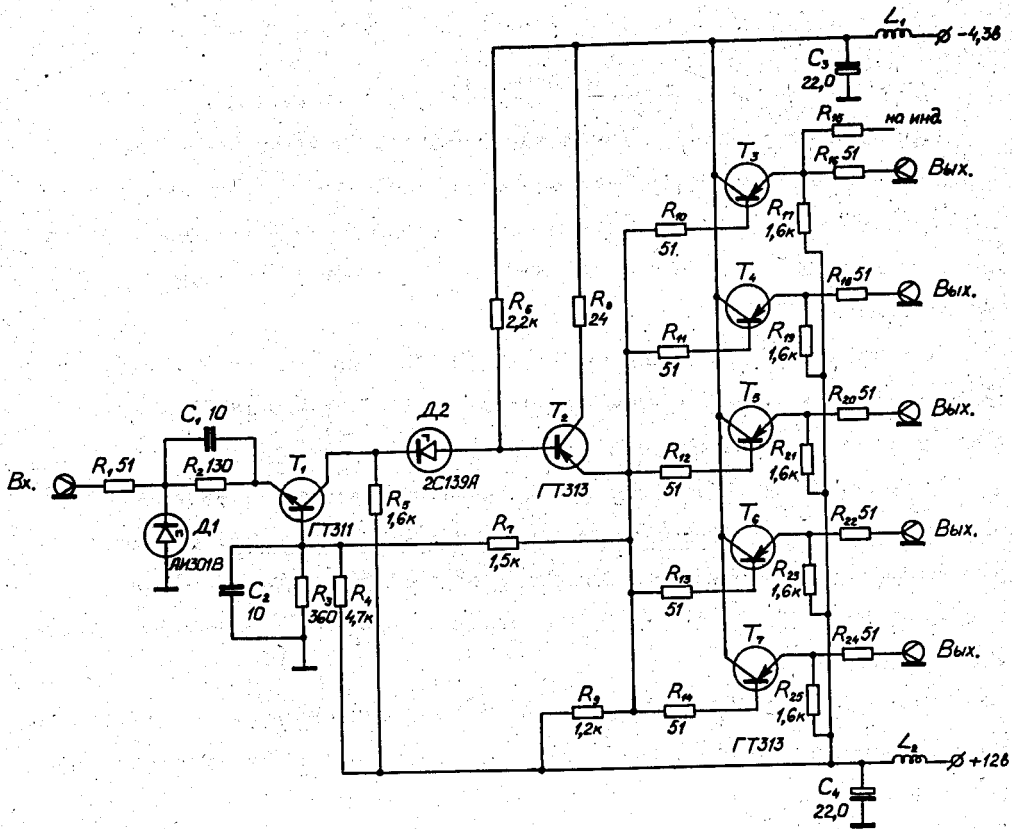 L₁
-4,3в
C₃
22,0
R₁₅
на инд.
T₃
R₁₆ 51
Вых.
R₁₀
51
R₁₇
1,6к
T₄
R₁₈ 51
Вых.
R₆
2,2к
R₈
24
R₁₁
51
R₁₉
1,6к
C₁ 10
Д2
T₂
T₅
R₂₀ 51
Вых.
Вх.
R₁ 51
R₂ 130
T₁
2С139А
ГТ313
R₁₂
51
R₂₁
1,6к
Д1
АИ301В
ГТ311
R₅
1,6к
R₇
1,5к
T₆
R₂₂ 51
Вых.
C₂
10
R₃
360
R₄
4,7к
R₁₃
51
R₂₃
1,6к
T₇
R₂₄ 51
Вых.
R₉
1,2к
R₁₄
51
R₂₅
1,6к
ГТ313
L₂
+12в
C₄
22,0